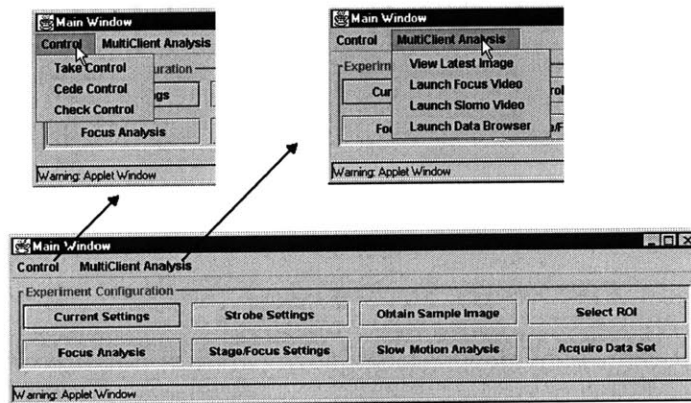 Main Window
Control MultiClient Analysis
Take Control
Cede Control
Check Control
Focus Analysis
Warning: Applet Window
Main Window
Control MultiClient Analysis
View Latest Image
Launch Focus Video
Launch Slomo Video
Launch Data Browser
Warning: Applet Window
Main Window
Control MultiClient Analysis
Experiment Configuration
Current Settings Strobe Settings Obtain Sample Image Select ROI
Focus Analysis Stage/Focus Settings Slow Motion Analysis Acquire Data Set
Warning: Applet Window